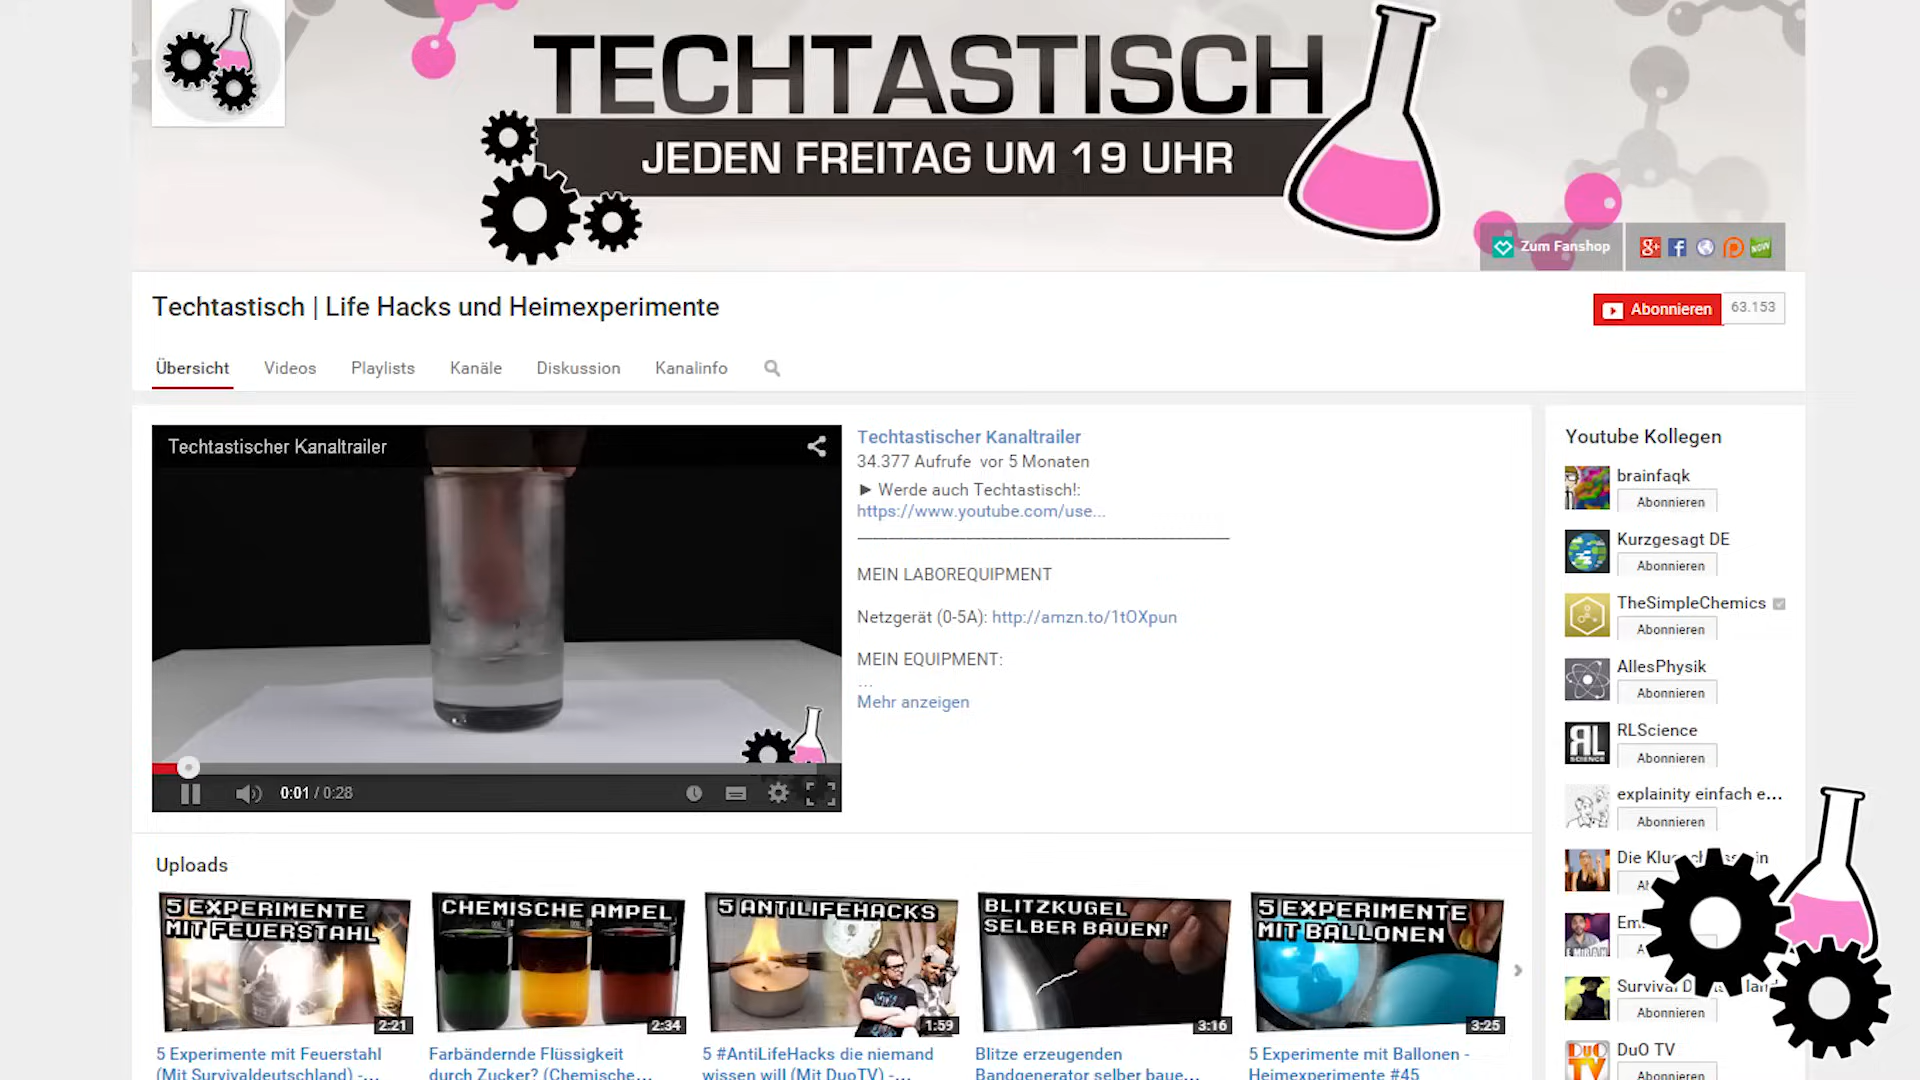 TECHTASTISCH
JEDEN FREITAG UM 19 UHR
Zum Fanshop
NOW
Techtastisch | Life Hacks und Heimexperimente
Abonnieren 63.153
Übersicht Videos Playlists Kanäle Diskussion Kanalinfo
Techtastischer Kanaltrailer
0:01 / 0:28
Techtastischer Kanaltrailer
34.377 Aufrufe vor 5 Monaten
► Werde auch Techtastisch!:
https://www.youtube.com/use...
MEIN LABOREQUIPMENT
Netzgerät (0-5A): http://amzn.to/1tOXpun
MEIN EQUIPMENT:
...
Mehr anzeigen
Youtube Kollegen
brainfaqk
Abonnieren
Kurzgesagt DE
Abonnieren
TheSimpleChemics
Abonnieren
AllesPhysik
Abonnieren
RL
SCIENCE
RLScience
Abonnieren
explainity einfach e...
Abonnieren
Die
Abonnieren
DUO
TV
DuO TV
Abonnieren
Uploads
5 EXPERIMENTE
MIT FEUERSTAHL
2:21
5 Experimente mit Feuerstahl
(Mit Survivaldeutschland) -...
CHEMISCHE AMPEL
2:34
Farbändernde Flüssigkeit
durch Zucker? (Chemische...
5 ANTILIFEHACKS
1:59
5 #AntiLifeHacks die niemand
wissen will (Mit DuoTV) -...
BLITZKUGEL
SELBER BAUEN!
3:16
Blitze erzeugenden
Bandgenerator selber baue...
5 EXPERIMENTE
MIT BALLONEN
3:25
5 Experimente mit Ballonen -
Heimexperimente #45